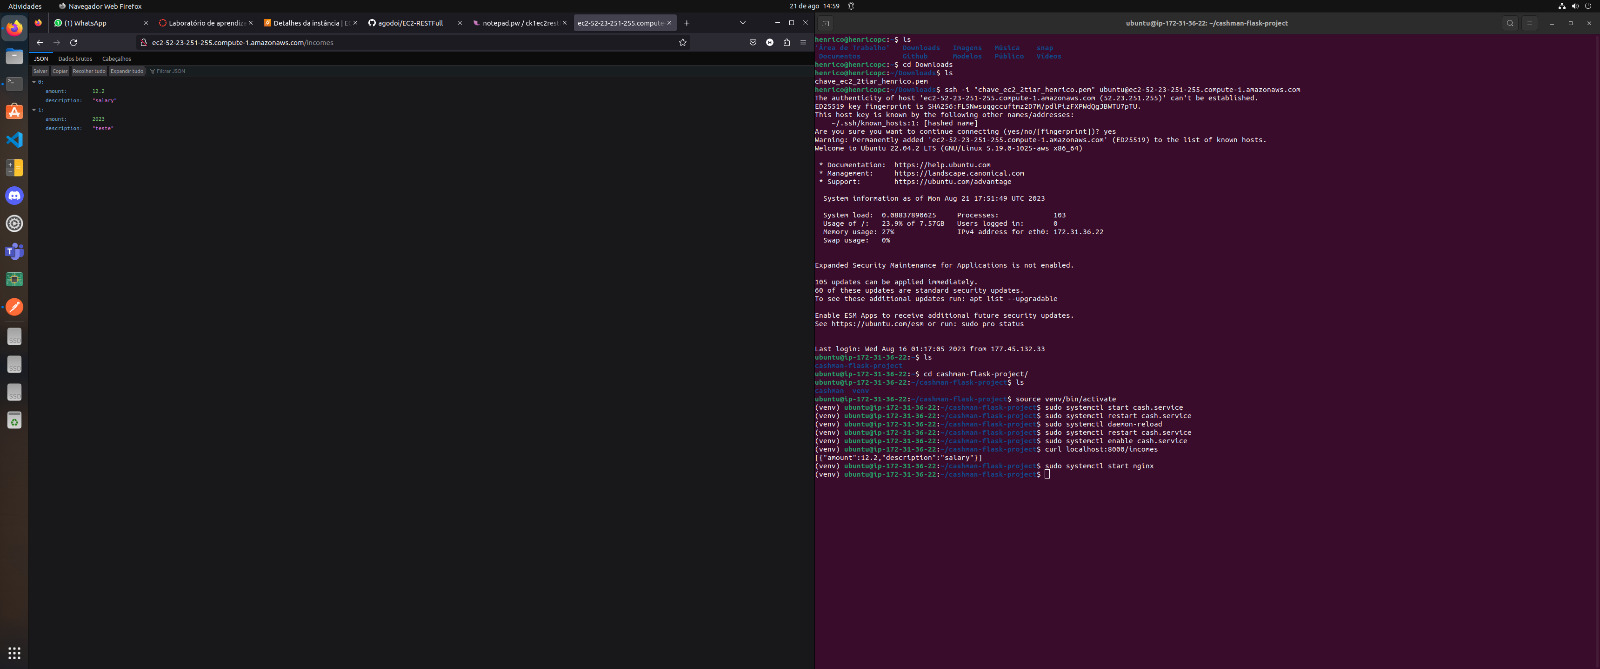 Atividades
Navegador Web Firefox
21 de ago 14:59
(1) WhatsApp
Laboratório de aprendiz
Detalhes da instância | E
agodoi/EC2-RESTFull
notepad.pw / ck1ec2rest
ec2-52-23-251-255.compute-
ec2-52-23-251-255.compute-1.amazonaws.com/incomes
JSON Dados brutos Cabeçalhos
Salvar Copiar Recolher tudo Expandir tudo Filtrar JSON
0:
amount: 12.2
description: "salary"
1:
amount: 2023
description: "teste"
ubuntu@ip-172-31-36-22: ~/cashman-flask-project
henrico@henricopc:~$ ls
'Área de Trabalho' Downloads Imagens Música snap
Documentos Github Modelos Público Vídeos
henrico@henricopc:~$ cd Downloads
henrico@henricopc:~/Downloads$ ls
chave_ec2_2tiar_henrico.pem
henrico@henricopc:~/Downloads$ ssh -i "chave_ec2_2tiar_henrico.pem" ubuntu@ec2-52-23-251-255.compute-1.amazonaws.com
The authenticity of host 'ec2-52-23-251-255.compute-1.amazonaws.com (52.23.251.255)' can't be established.
ED25519 key fingerprint is
This host key is known by the following other names/addresses:
~/.ssh/known_hosts:1: [hashed name]
Are you sure you want to continue connecting (yes/no/[fingerprint])? yes
Warning: Permanently added 'ec2-52-23-251-255.compute-1.amazonaws.com' (ED25519) to the list of known hosts.
Welcome to Ubuntu 22.04.2 LTS (GNU/Linux 5.19.0-1025-aws x86_64)
* Documentation: https://help.ubuntu.com
* Management: https://landscape.canonical.com
* Support: https://ubuntu.com/advantage
System information as of Mon Aug 21 17:51:49 UTC 2023
System load: 0.08837890625 Processes: 103
Usage of /: 23.9% of 7.57GB Users logged in: 0
Memory usage: 27% IPv4 address for eth0: 172.31.36.22
Swap usage: 0%
Expanded Security Maintenance for Applications is not enabled.
105 updates can be applied immediately.
60 of these updates are standard security updates.
To see these additional updates run: apt list --upgradable
Enable ESM Apps to receive additional future security updates.
See https://ubuntu.com/esm or run: sudo pro status
Last login: Wed Aug 16 01:17:05 2023 from 177.45.132.33
ubuntu@ip-172-31-36-22:~$ ls
cashman-flask-project
ubuntu@ip-172-31-36-22:~$ cd cashman-flask-project/
ubuntu@ip-172-31-36-22:~/cashman-flask-project$ ls
cashman venv
ubuntu@ip-172-31-36-22:~/cashman-flask-project$ source venv/bin/activate
(venv) ubuntu@ip-172-31-36-22:~/cashman-flask-project$ sudo systemctl start cash.service
(venv) ubuntu@ip-172-31-36-22:~/cashman-flask-project$ sudo systemctl restart cash.service
(venv) ubuntu@ip-172-31-36-22:~/cashman-flask-project$ sudo systemctl daemon-reload
(venv) ubuntu@ip-172-31-36-22:~/cashman-flask-project$ sudo systemctl restart cash.service
(venv) ubuntu@ip-172-31-36-22:~/cashman-flask-project$ sudo systemctl enable cash.service
(venv) ubuntu@ip-172-31-36-22:~/cashman-flask-project$ curl localhost:8000/incomes
[{"amount":12.2,"description":"salary"}]
(venv) ubuntu@ip-172-31-36-22:~/cashman-flask-project$ sudo systemctl start nginx
(venv) ubuntu@ip-172-31-36-22:~/cashman-flask-project$
SSD
SSD
SSD